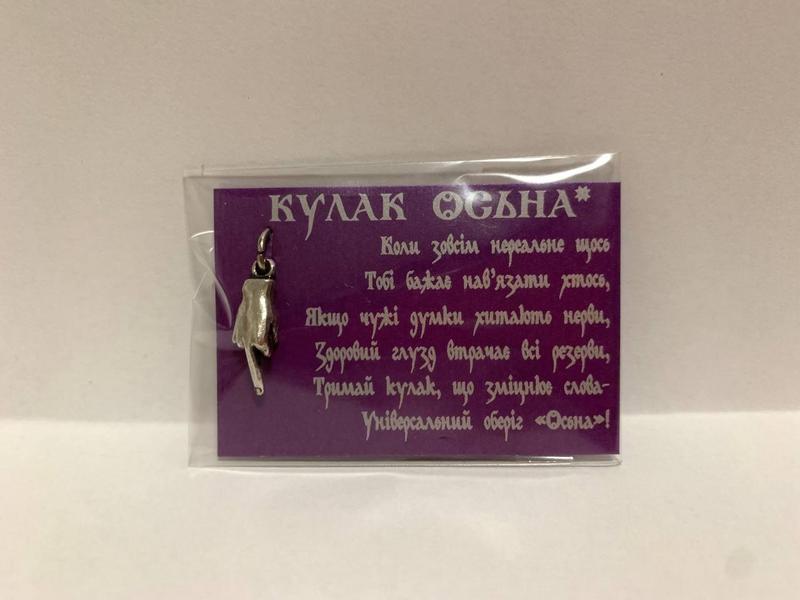 КУЛАК ОСЬНА*
Коли зовсім нереальне щось
Тобі бажає нав'язати хтось,
Якщо чужі думки хитають нерви,
Здоровий глузд втрачає всі резерви,
Тримай кулак, що зміцнює слова-
Універсальний оберіг «Осьна»!